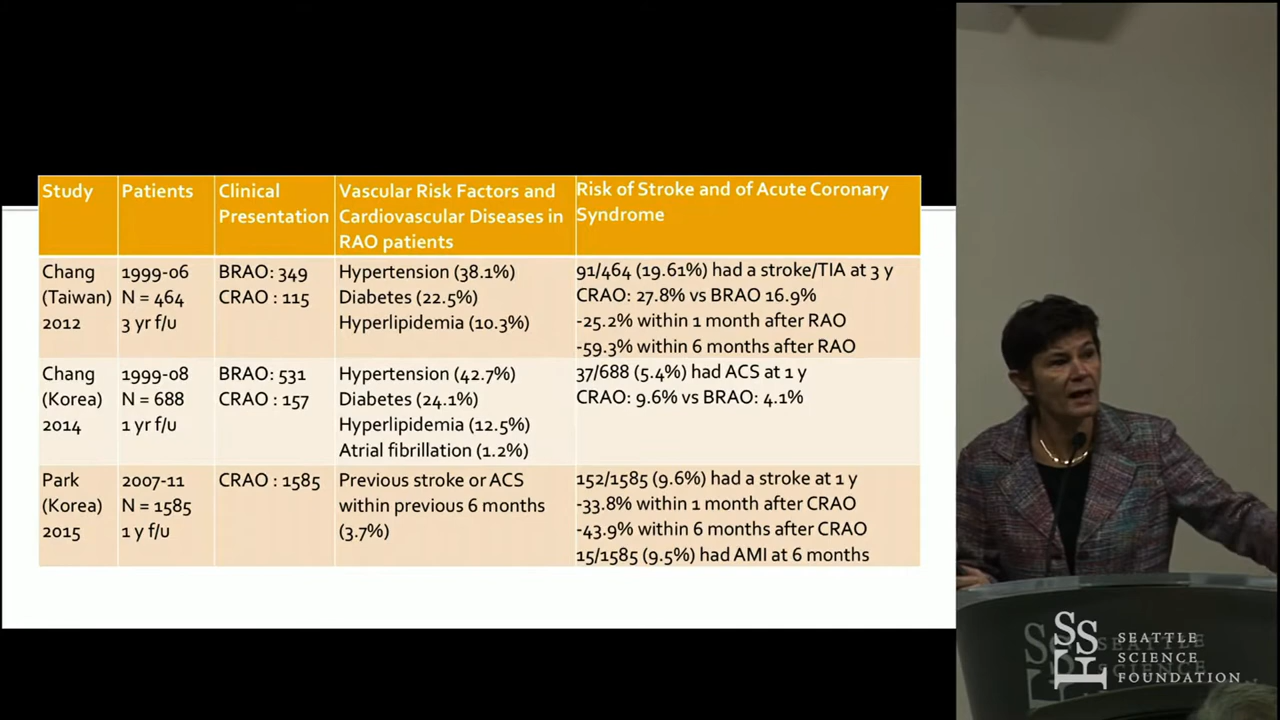 Study
Patients
Clinical
Presentation
Vascular Risk Factors and
Cardiovascular Diseases in
RAO patients
Risk of Stroke and of Acute Coronary
Syndrome
Chang
(Taiwan)
2012
1999-06
N = 464
3 yr f/u
BRAO: 349
CRAO : 115
Hypertension (38.1%)
Diabetes (22.5%)
Hyperlipidemia (10.3%)
91/464 (19.61%) had a stroke/TIA at 3 y
CRAO: 27.8% vs BRAO 16.9%
-25.2% within 1 month after RAO
-59.3% within 6 months after RAO
Chang
(Korea)
2014
1999-08
N = 688
1 yr f/u
BRAO: 531
CRAO : 157
Hypertension (42.7%)
Diabetes (24.1%)
Hyperlipidemia (12.5%)
Atrial fibrillation (1.2%)
37/688 (5.4%) had ACS at 1 y
CRAO: 9.6% vs BRAO: 4.1%
Park
(Korea)
2015
2007-11
N = 1585
1 y f/u
CRAO : 1585
Previous stroke or ACS
within previous 6 months
(3.7%)
152/1585 (9.6%) had a stroke at 1 y
-33.8% within 1 month after CRAO
-43.9% within 6 months after CRAO
15/1585 (9.5%) had AMI at 6 months
SSF
SEATTLE
SCIENCE
FOUNDATION